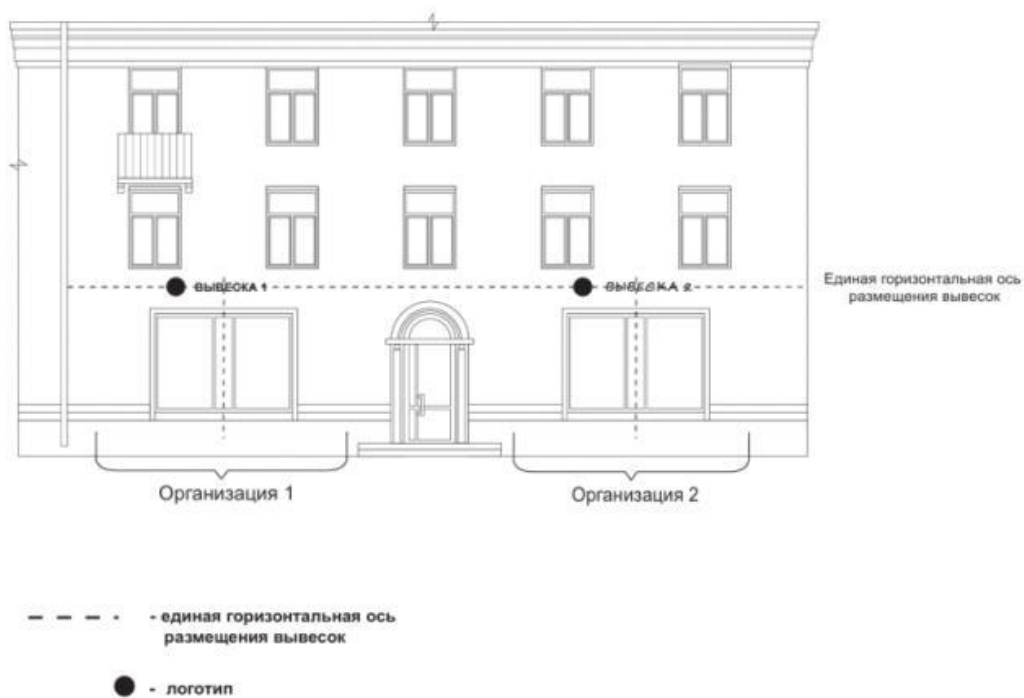 ВЫВЕСКА 1
ВЫВЕСКА 2
Единая горизонтальная ось
размещения вывесок
Организация 1
Организация 2
- единая горизонтальная ось
размещения вывесок
- логотип